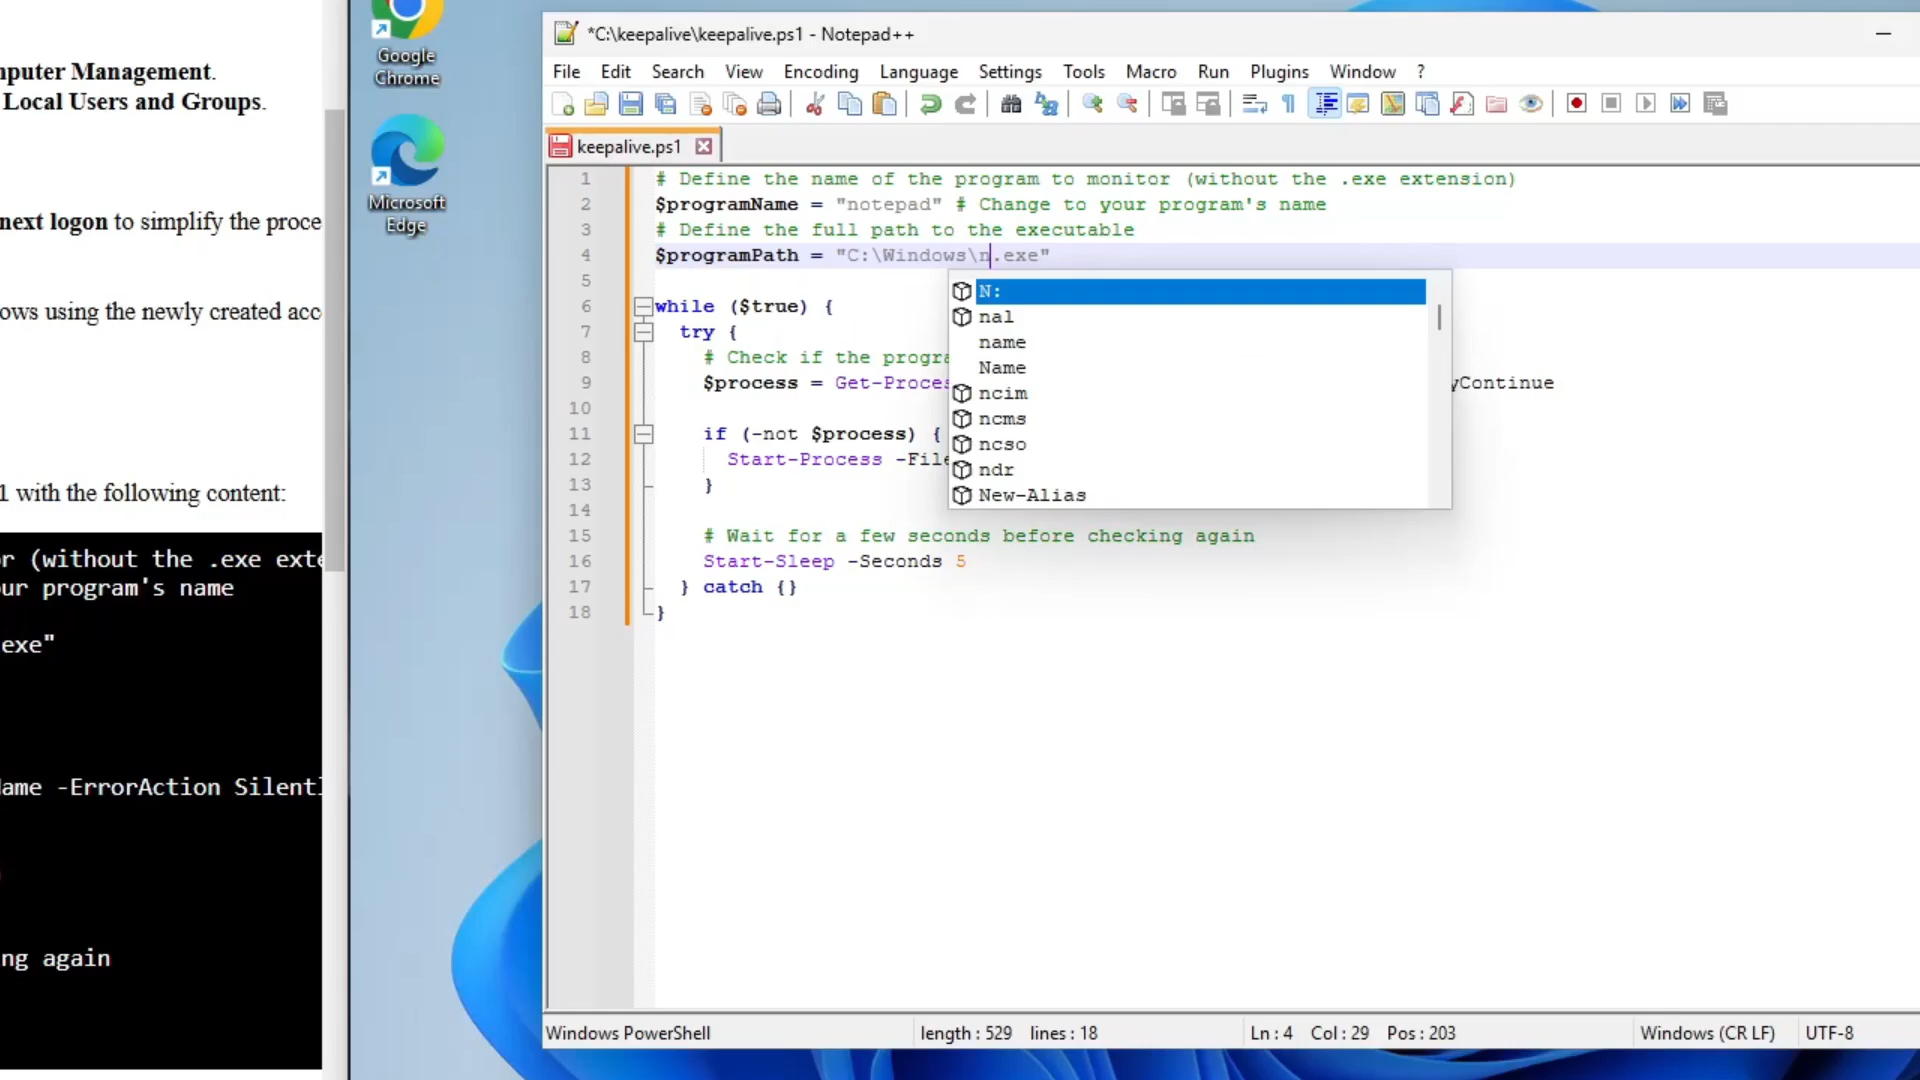 nputer Management.
Local Users and Groups.
next logon to simplify the proce
ows using the newly created acc
1 with the following content:
or (without the .exe exte
ur program's name
exe"
Name -ErrorAction Silentl
ng again
Google
Chrome
Microsoft
Edge
*C:\keepalive\keepalive.ps1 - Notepad++
File Edit Search View Encoding Language Settings Tools Macro Run Plugins Window ?
keepalive.ps1
1 # Define the name of the program to monitor (without the .exe extension)
2 $programName = "notepad" # Change to your program's name
3 # Define the full path to the executable
4 $programPath = "C:\Windows\n.exe"
5
6 while ($true) {
7 try {
8 # Check if the progra
9 $process = Get-Proces yContinue
10
11 if (-not $process) {
12 Start-Process -File
13 }
14
15 # Wait for a few seconds before checking again
16 Start-Sleep -Seconds 5
17 } catch {}
18 }
N:
nal
name
Name
ncim
ncms
ncso
ndr
New-Alias
Windows PowerShell length : 529 lines : 18 Ln : 4 Col : 29 Pos : 203 Windows (CR LF) UTF-8